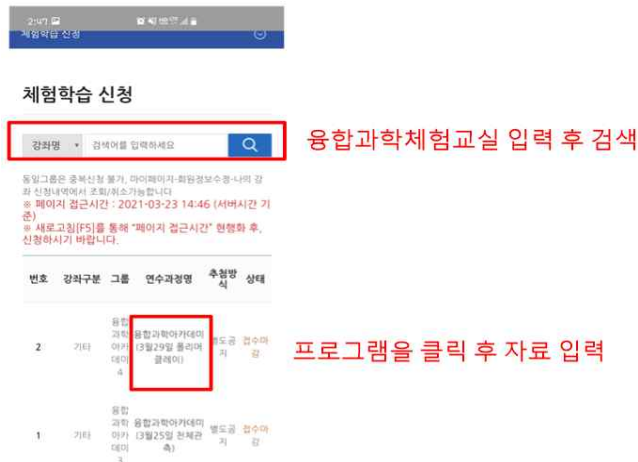 2:47
체험학습 신청
체험학습 신청
강좌명
검색어를 입력하세요
융합과학체험교실 입력 후 검색
동일그룹은 중복신청 불가, 마이페이지-회원정보수정-나의 강
좌 신청내역에서 조회/취소가능합니다
※ 페이지 접근시간 : 2021-03-23 14:46 (서버시간 기
준)
※ 새로고침[F5]를 통해 "페이지 접근시간" 현행화 후,
신청하시기 바랍니다.
번호 강좌구분 그룹 연수과정명 추첨방식 상태
2 기타 융합과학아카데미4 융합과학아카데미 (3월29일 폴리머클레이) 별도공지 접수마감
프로그램을 클릭 후 자료 입력
1 기타 융합과학아카데미3 융합과학아카데미 (3월25일 천체관측) 별도공지 접수마감